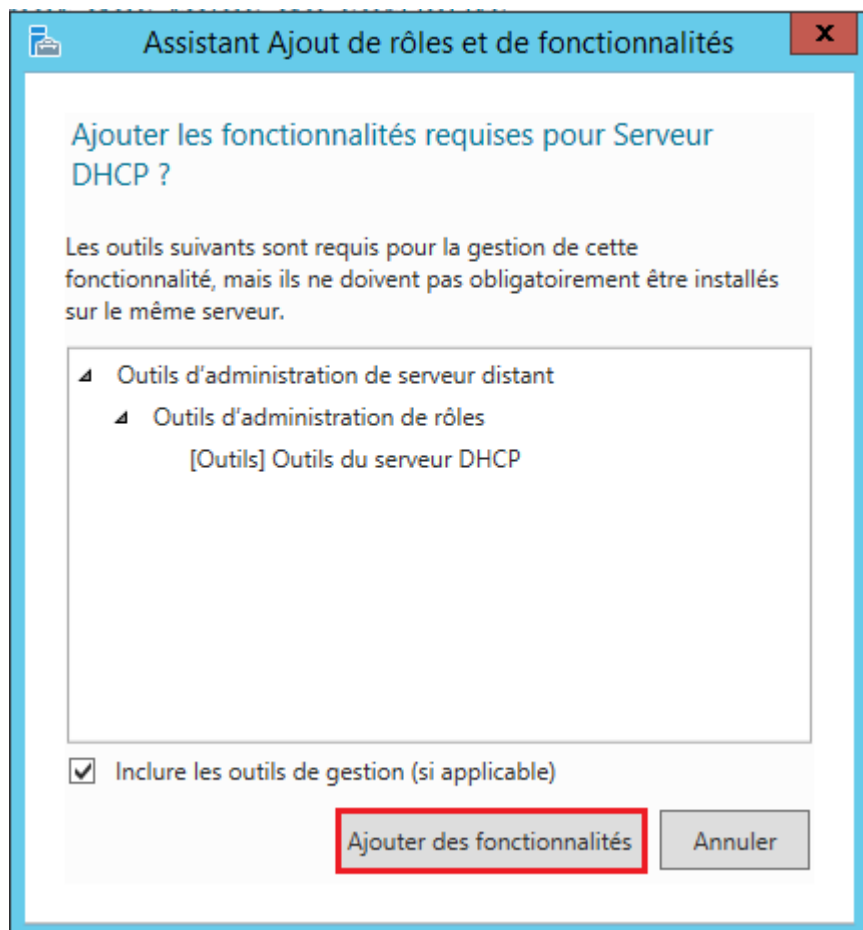 Assistant Ajout de rôles et de fonctionnalités
x
Ajouter les fonctionnalités requises pour Serveur
DHCP ?
Les outils suivants sont requis pour la gestion de cette
fonctionnalité, mais ils ne doivent pas obligatoirement être installés
sur le même serveur.
Outils d'administration de serveur distant
Outils d'administration de rôles
[Outils] Outils du serveur DHCP
Inclure les outils de gestion (si applicable)
Ajouter des fonctionnalités
Annuler